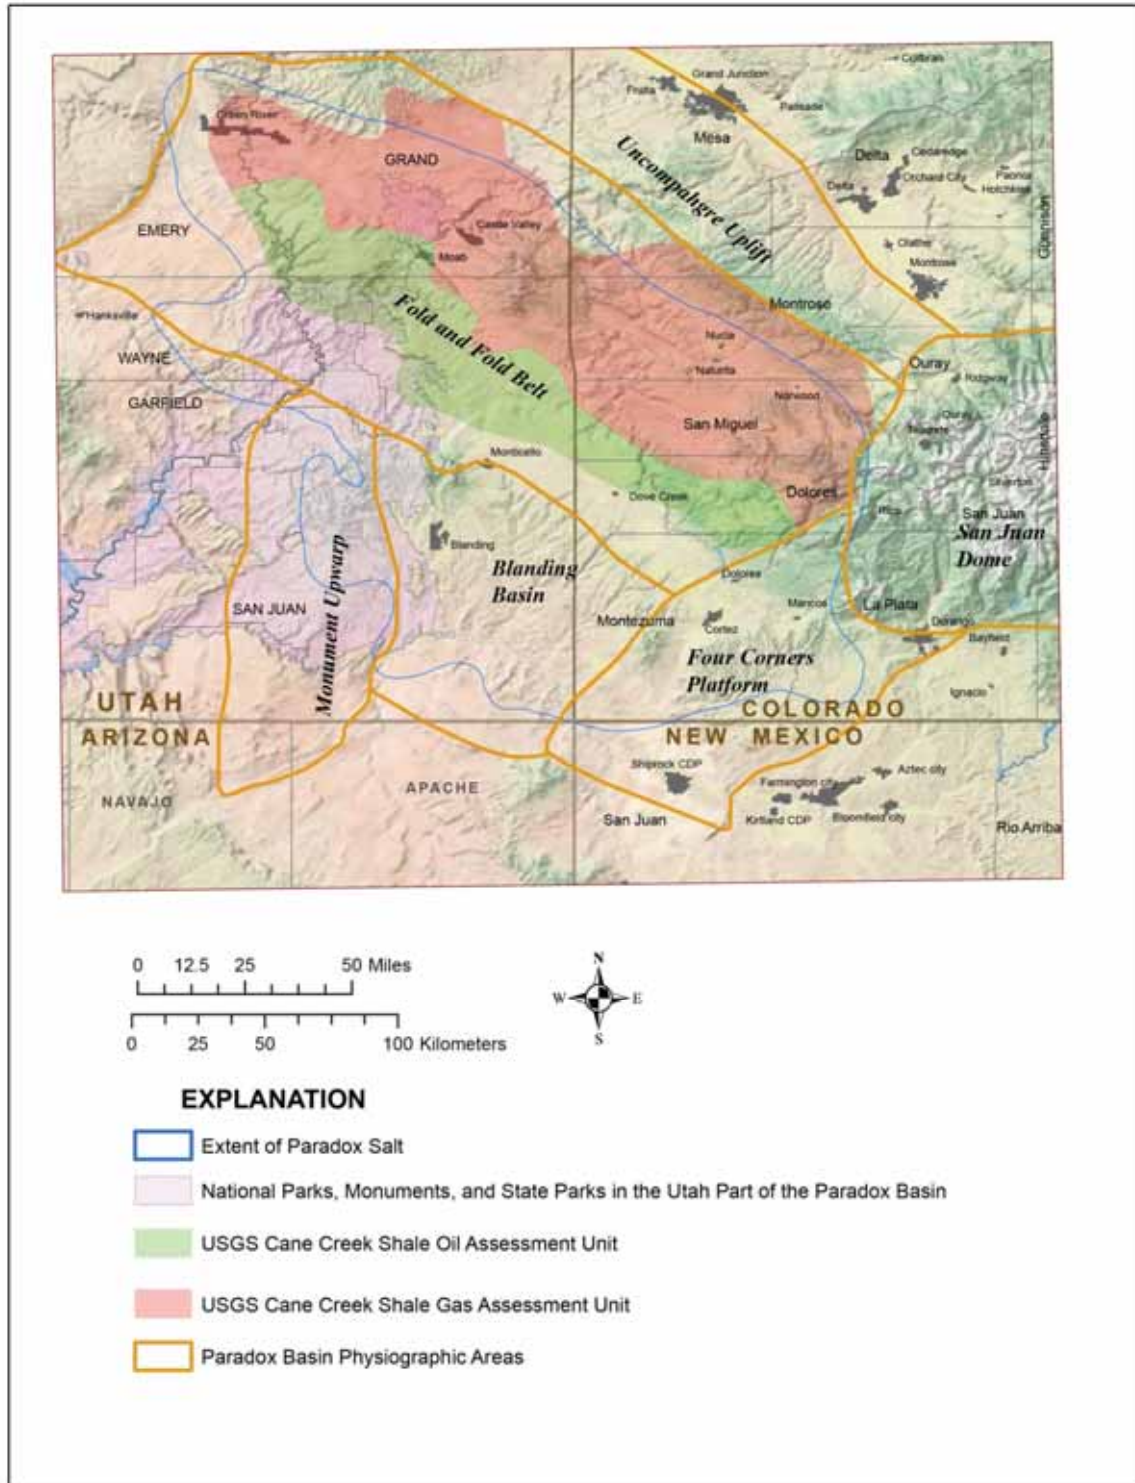 Collbran
Grand Junction
Fruita
Palisade
Mesa
Green River
GRAND
Uncompahgre Uplift
Delta
Cedaredge
Orchard City
Paonia
Hotchkiss
Delta
Gunnison
EMERY
Castle Valley
Olathe
Moab
Montrose
Montrose
Hanksville
Fold and Fold Belt
Nucla
WAYNE
Naturita
Ouray
Ridgway
GARFIELD
Norwood
San Miguel
Ouray
Telluride
Hinsdale
Monticello
Silverton
Dove Creek
Dolores
Rico
San Juan
San Juan
Dome
Blanding
Blanding
Basin
Dolores
Monument Upwarp
SAN JUAN
Mancos
La Plata
Montezuma
Cortez
Durango
Bayfield
Four Corners
Platform
Ignacio
UTAH
COLORADO
ARIZONA
NEW MEXICO
Shiprock CDP
Aztec city
Farmington city
NAVAJO
APACHE
San Juan
Kirtland CDP
Bloomfield city
Rio Arriba
0 12.5 25 50 Miles
0 25 50 100 Kilometers
N
W E
S
EXPLANATION
Extent of Paradox Salt
National Parks, Monuments, and State Parks in the Utah Part of the Paradox Basin
USGS Cane Creek Shale Oil Assessment Unit
USGS Cane Creek Shale Gas Assessment Unit
Paradox Basin Physiographic Areas